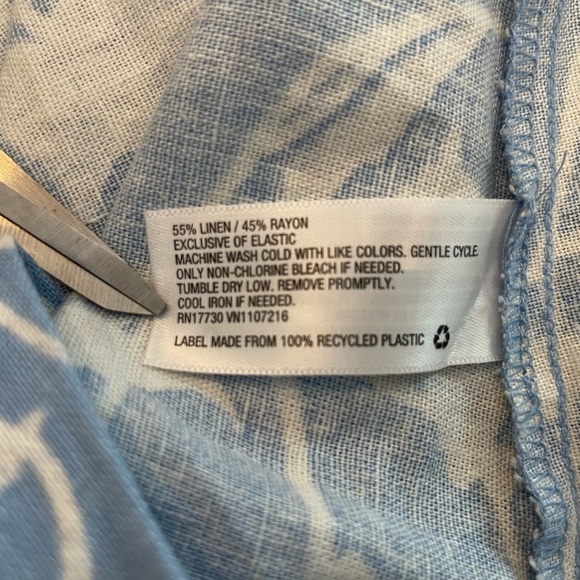 55% LINEN / 45% RAYON
EXCLUSIVE OF ELASTIC
MACHINE WASH COLD WITH LIKE COLORS. GENTLE CYCLE.
ONLY NON-CHLORINE BLEACH IF NEEDED.
TUMBLE DRY LOW. REMOVE PROMPTLY.
COOL IRON IF NEEDED.
RN17730 VN1107216
LABEL MADE FROM 100% RECYCLED PLASTIC